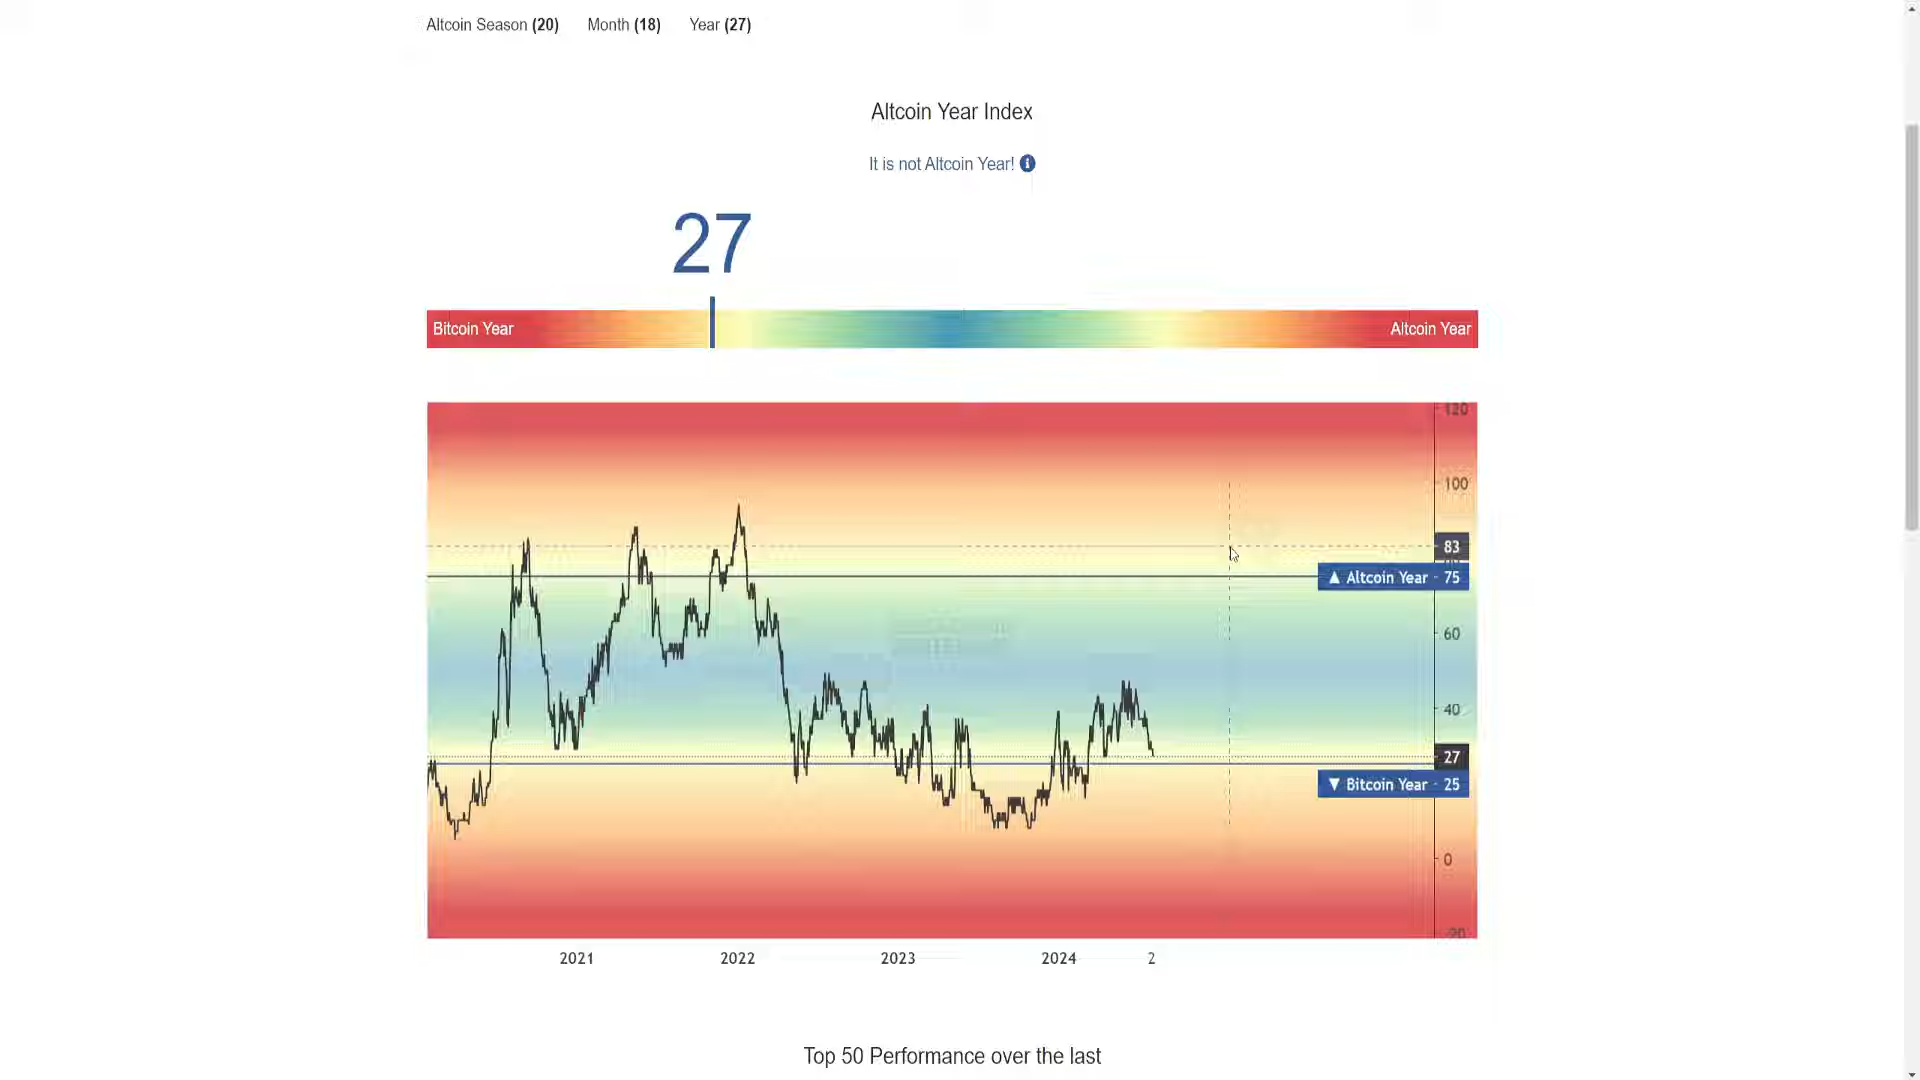 Altcoin Season (20) Month (18) Year (27)
Altcoin Year Index
It is not Altcoin Year!
27
Bitcoin Year Altcoin Year
120
100
83
▲ Altcoin Year - 75
60
40
27
▼ Bitcoin Year - 25
0
-20
2021 2022 2023 2024 2
Top 50 Performance over the last